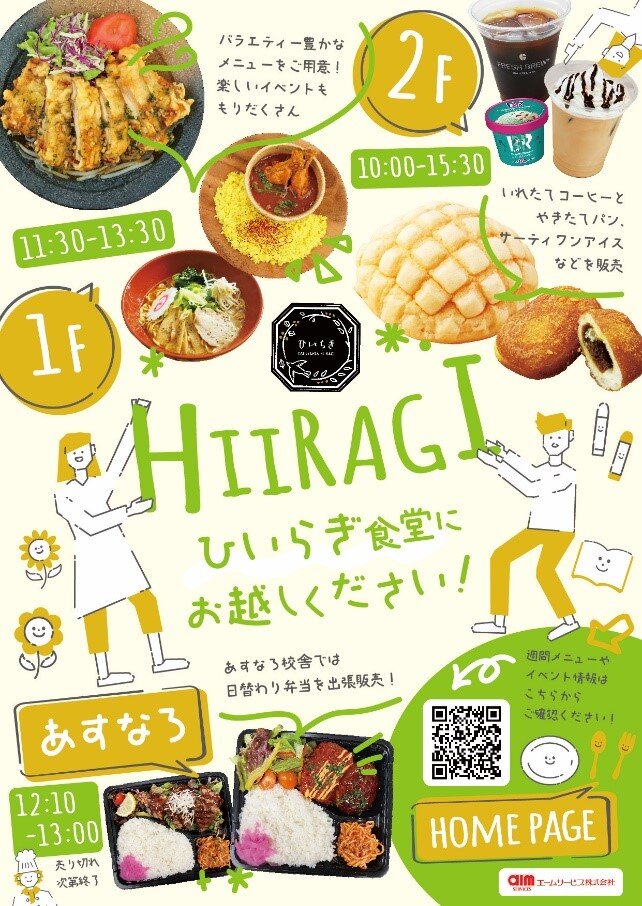 バラエティー豊かな
メニューをご用意！
楽しいイベントも
もりだくさん
2F
10:00-15:30
FRESH BREW
いれたてコーヒーと
やきたてパン、
サーティワンアイス
などを販売
11:30-13:30
1F
ひいらぎ
HIIRAGI
ひいらぎ食堂に
お越しください！
あすなろ校舎では
日替わり弁当を出張販売！
あすなろ
12:10
-13:00
売り切れ
次第終了
週間メニューや
イベント情報は
こちらから
ご確認ください！
HOME PAGE
aim
SERVICES
エームサービス株式会社